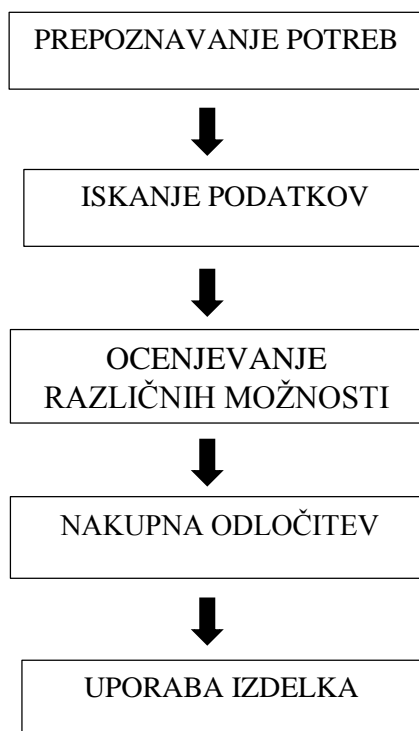 PREPOZNAVANJE POTREB
ISKANJE PODATKOV
OCENJEVANJE
RAZLIČNIH MOŽNOSTI
NAKUPNA ODLOČITEV
UPORABA IZDELKA